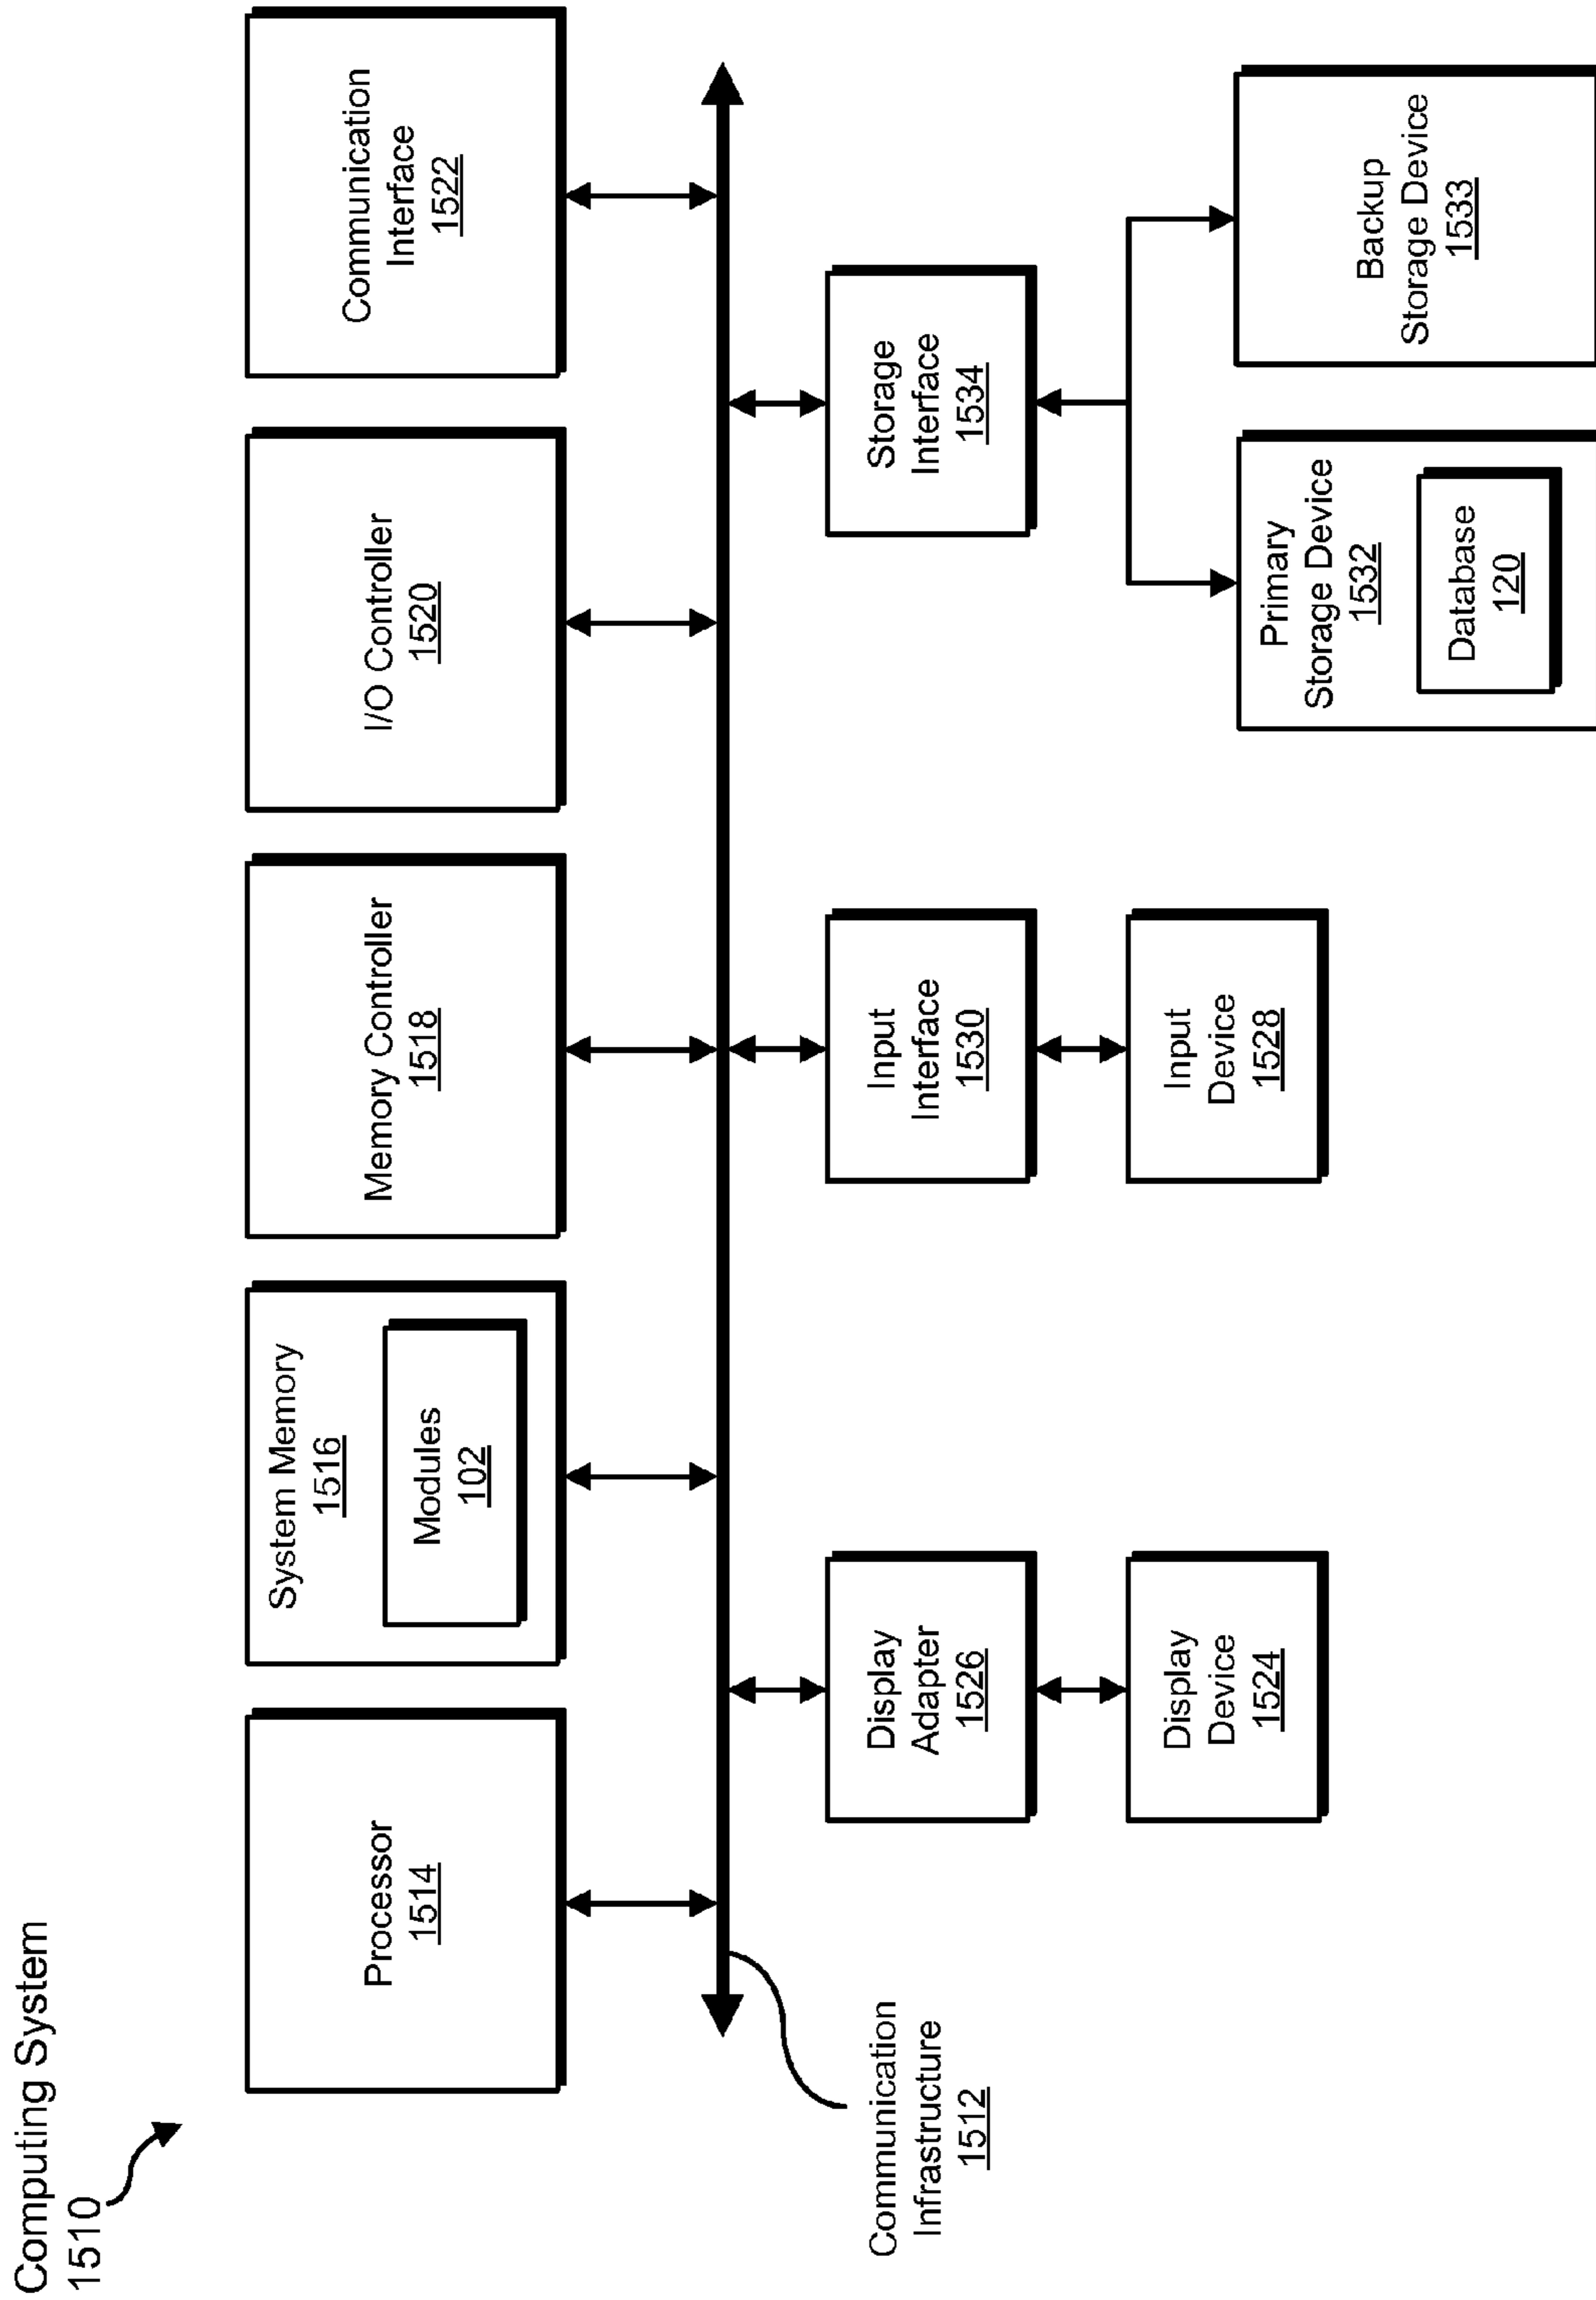 Computing System
1510
Processor
1514
System Memory
1516
Modules
102
Memory Controller
1518
I/O Controller
1520
Communication
Interface
1522
Communication
Infrastructure
1512
Display
Adapter
1526
Input
Interface
1530
Storage
Interface
1534
Display
Device
1524
Input
Device
1528
Primary
Storage Device
1532
Database
120
Backup
Storage Device
1533